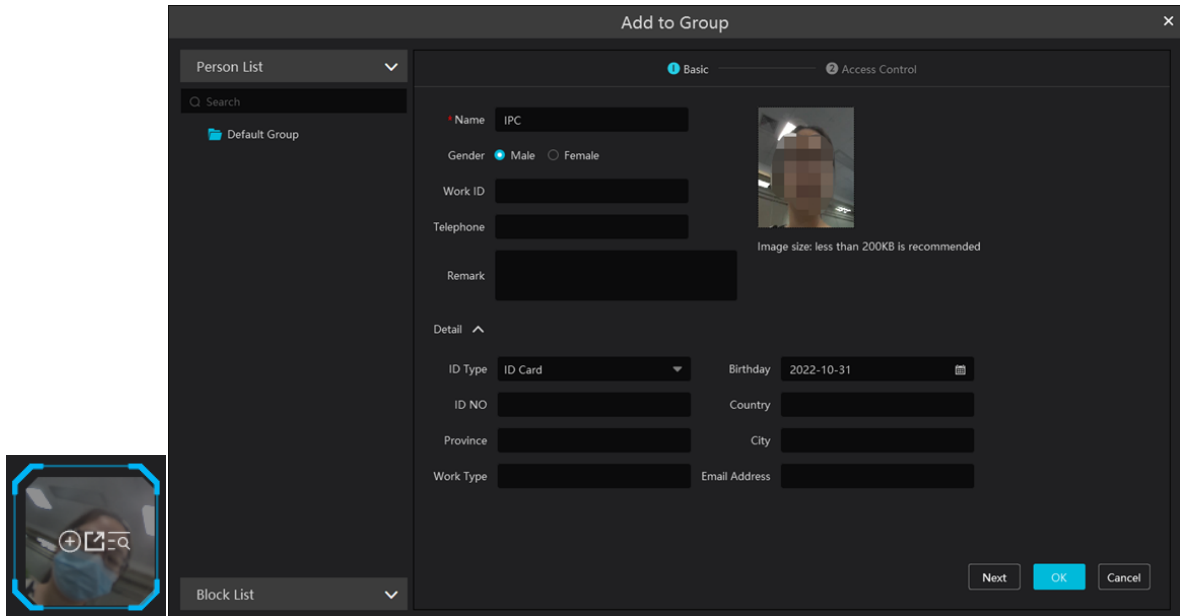 Add to Group
Person List
Search
Default Group
Block List
1 Basic
2 Access Control
* Name IPC
Gender Male Female
Work ID
Telephone
Remark
Image size: less than 200KB is recommended
Detail
ID Type ID Card Birthday 2022-10-31
ID NO Country
Province City
Work Type Email Address
Next OK Cancel